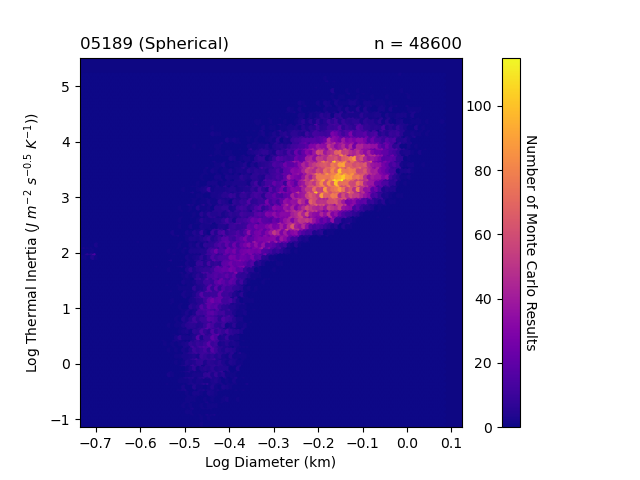 05189 (Spherical)
n = 48600
5
4
3
2
1
0
−1
Log Thermal Inertia (J m⁻² s⁻⁰·⁵ K⁻¹))
−0.7 −0.6 −0.5 −0.4 −0.3 −0.2 −0.1 0.0 0.1
Log Diameter (km)
100
80
60
40
20
0
Number of Monte Carlo Results